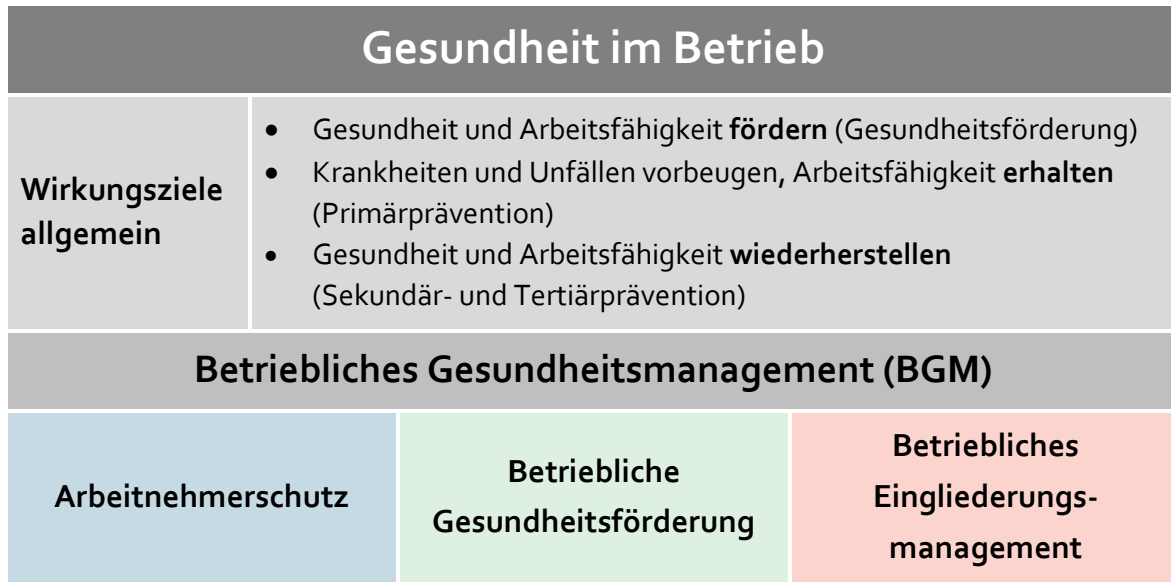 Gesundheit im Betrieb
Wirkungsziele
allgemein
• Gesundheit und Arbeitsfähigkeit fördern (Gesundheitsförderung)
• Krankheiten und Unfällen vorbeugen, Arbeitsfähigkeit erhalten
(Primärprävention)
• Gesundheit und Arbeitsfähigkeit wiederherstellen
(Sekundär- und Tertiärprävention)
Betriebliches Gesundheitsmanagement (BGM)
Arbeitnehmerschutz
Betriebliche
Gesundheitsförderung
Betriebliches
Eingliederungs-
management